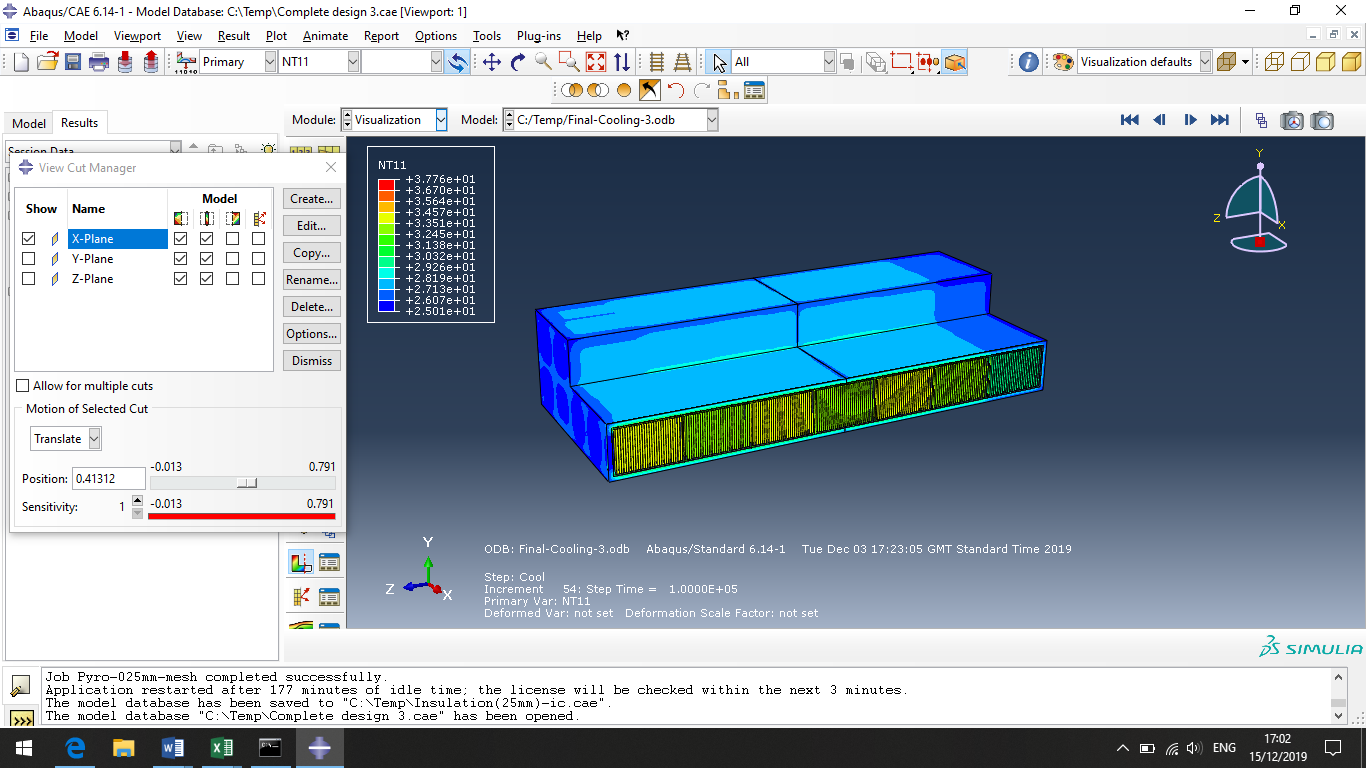 Abaqus/CAE 6.14-1 - Model Database: C:\Temp\Complete design 3.cae [Viewport: 1]
File Model Viewport View Result Plot Animate Report Options Tools Plug-ins Help
Primary NT11 All Visualization defaults
Model Results
Module: Visualization Model: C:/Temp/Final-Cooling-3.odb
Session Data
View Cut Manager
Show Name Model
X-Plane
Y-Plane
Z-Plane
Create...
Edit...
Copy...
Rename...
Delete...
Options...
Dismiss
Allow for multiple cuts
Motion of Selected Cut
Translate
-0.013 0.791
Position: 0.41312
Sensitivity: 1 -0.013 0.791
NT11
+3.776e+01
+3.670e+01
+3.564e+01
+3.457e+01
+3.351e+01
+3.245e+01
+3.138e+01
+3.032e+01
+2.926e+01
+2.819e+01
+2.713e+01
+2.607e+01
+2.501e+01
Y
Z
X
Y
Z
X
ODB: Final-Cooling-3.odb Abaqus/Standard 6.14-1 Tue Dec 03 17:23:05 GMT Standard Time 2019
Step: Cool
Increment 54: Step Time = 1.0000E+05
Primary Var: NT11
Deformed Var: not set Deformation Scale Factor: not set
SIMULIA
Job Pyro-025mm-mesh completed successfully.
Application restarted after 177 minutes of idle time; the license will be checked within the next 3 minutes.
The model database has been saved to "C:\Temp\Insulation(25mm)-ic.cae".
The model database "C:\Temp\Complete design 3.cae" has been opened.
>>>
ENG
17:02
15/12/2019